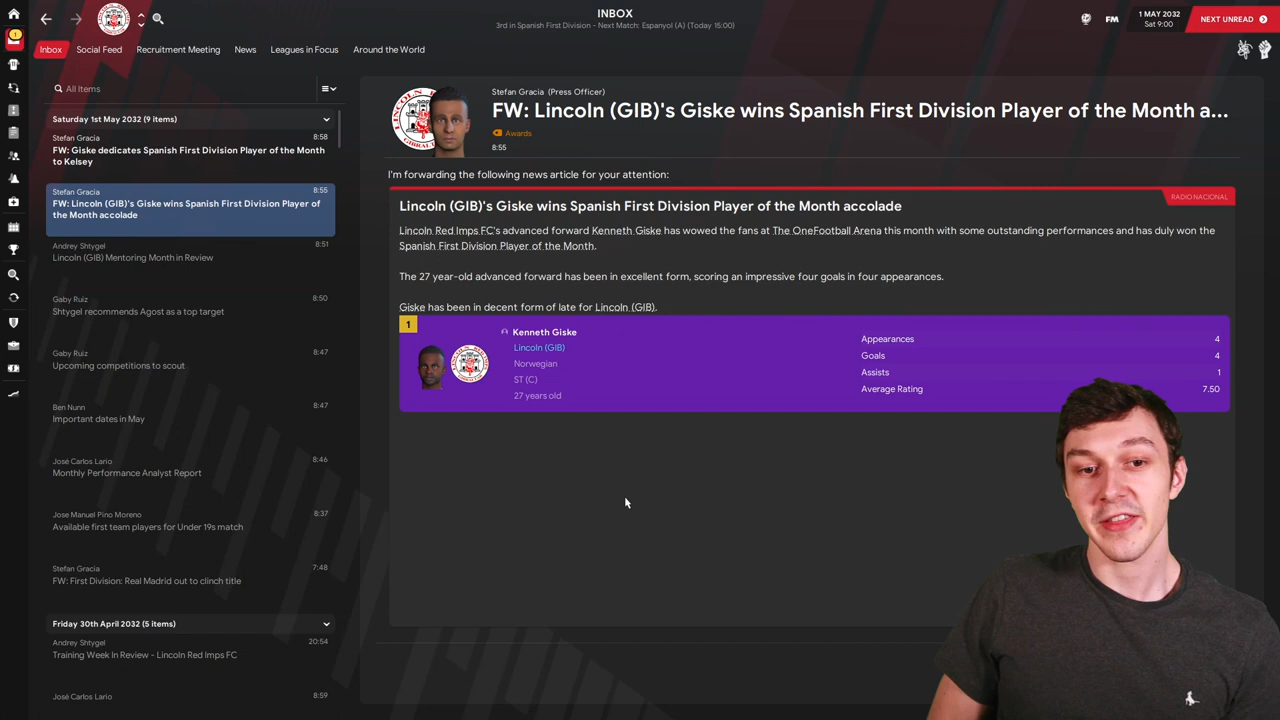 INBOX
3rd in Spanish First Division - Next Match: Espanyol (A) (Today 15:00)
FM
1 MAY 2032
Sat 9:00
NEXT UNREAD
1
Inbox
Social Feed
Recruitment Meeting
News
Leagues in Focus
Around the World
All Items
Saturday 1st May 2032 (9 items)
Stefan Gracia
8:58
FW: Giske dedicates Spanish First Division Player of the Month
to Kelsey
Stefan Gracia
8:55
FW: Lincoln (GIB)'s Giske wins Spanish First Division Player of
the Month accolade
Andrey Shtygel
8:51
Lincoln (GIB) Mentoring Month in Review
Gaby Ruiz
8:50
Shtygel recommends Agost as a top target
Gaby Ruiz
8:47
Upcoming competitions to scout
Ben Nunn
8:47
Important dates in May
José Carlos Lario
8:46
Monthly Performance Analyst Report
Jose Manuel Pino Moreno
8:37
Available first team players for Under 19s match
Stefan Gracia
7:48
FW: First Division: Real Madrid out to clinch title
Friday 30th April 2032 (5 items)
Andrey Shtygel
20:54
Training Week In Review - Lincoln Red Imps FC
José Carlos Lario
8:59
Stefan Gracia (Press Officer)
FW: Lincoln (GIB)'s Giske wins Spanish First Division Player of the Month a...
Awards
8:55
I'm forwarding the following news article for your attention:
RADIO NACIONAL
Lincoln (GIB)'s Giske wins Spanish First Division Player of the Month accolade
Lincoln Red Imps FC's advanced forward Kenneth Giske has wowed the fans at The OneFootball Arena this month with some outstanding performances and has duly won the
Spanish First Division Player of the Month.
The 27 year-old advanced forward has been in excellent form, scoring an impressive four goals in four appearances.
Giske has been in decent form of late for Lincoln (GIB).
1
Kenneth Giske
Lincoln (GIB)
Norwegian
ST (C)
27 years old
Appearances 4
Goals 4
Assists 1
Average Rating 7.50